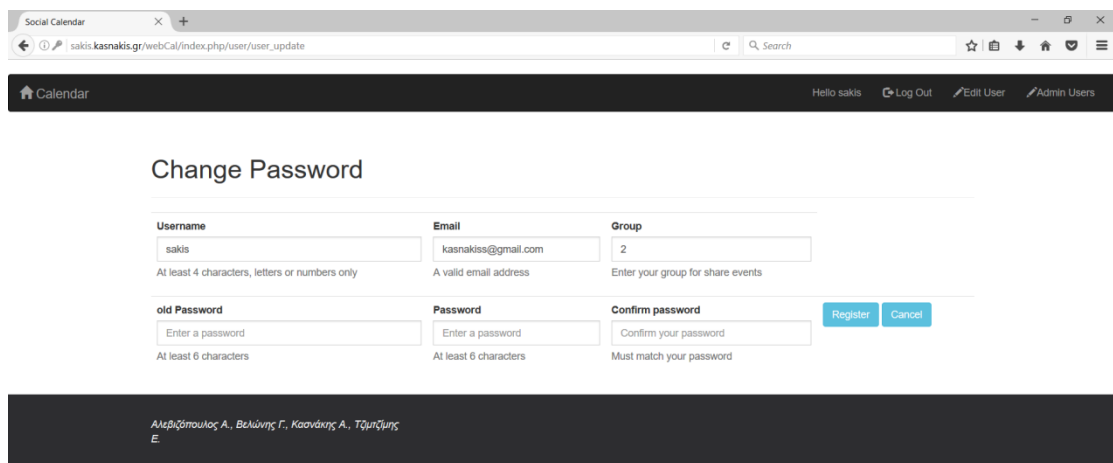 Social Calendar
sakis.kasnakis.gr/webCal/index.php/user/user_update
Search
Calendar
Hello sakis Log Out Edit User Admin Users
Change Password
Username Email Group
sakis kasnakiss@gmail.com 2
At least 4 characters, letters or numbers only A valid email address Enter your group for share events
old Password Password Confirm password
Enter a password Enter a password Confirm your password Register Cancel
At least 6 characters At least 6 characters Must match your password
Αλεβιζόπουλος Α., Βελώνης Γ., Κασνάκης Α., Τζιμτζίμης
Ε.